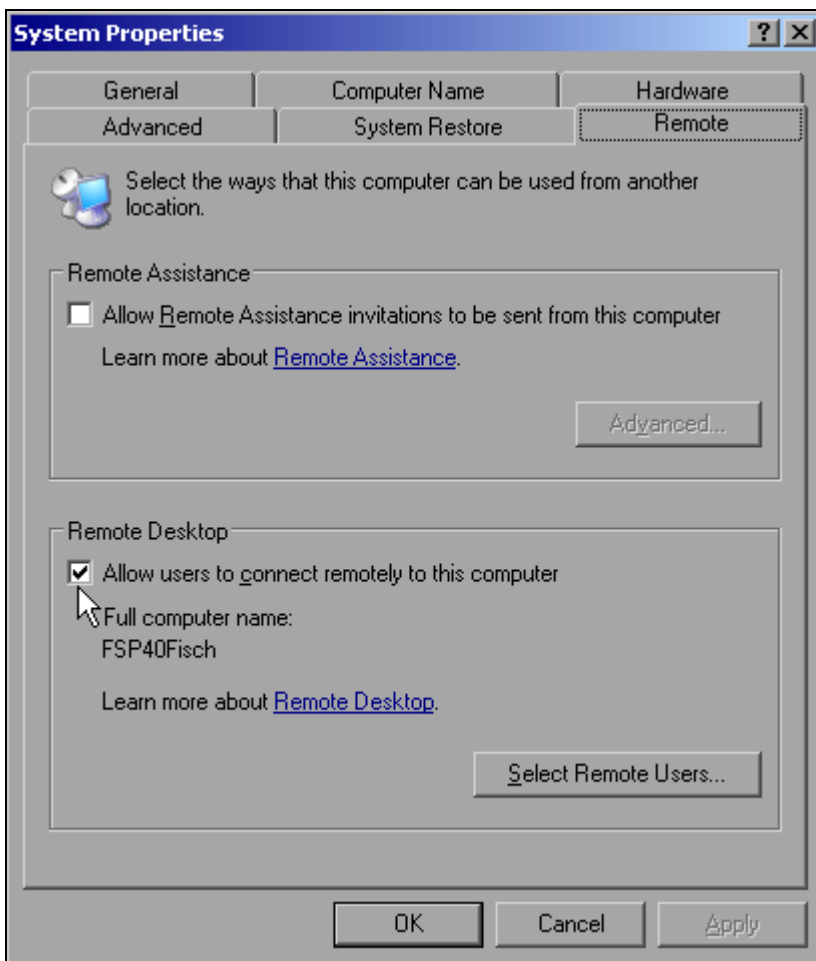 System Properties
General Computer Name Hardware
Advanced System Restore Remote
Select the ways that this computer can be used from another
location.
Remote Assistance
Allow Remote Assistance invitations to be sent from this computer
Learn more about Remote Assistance.
Advanced...
Remote Desktop
Allow users to connect remotely to this computer
Full computer name:
FSP40Fisch
Learn more about Remote Desktop.
Select Remote Users...
OK Cancel Apply